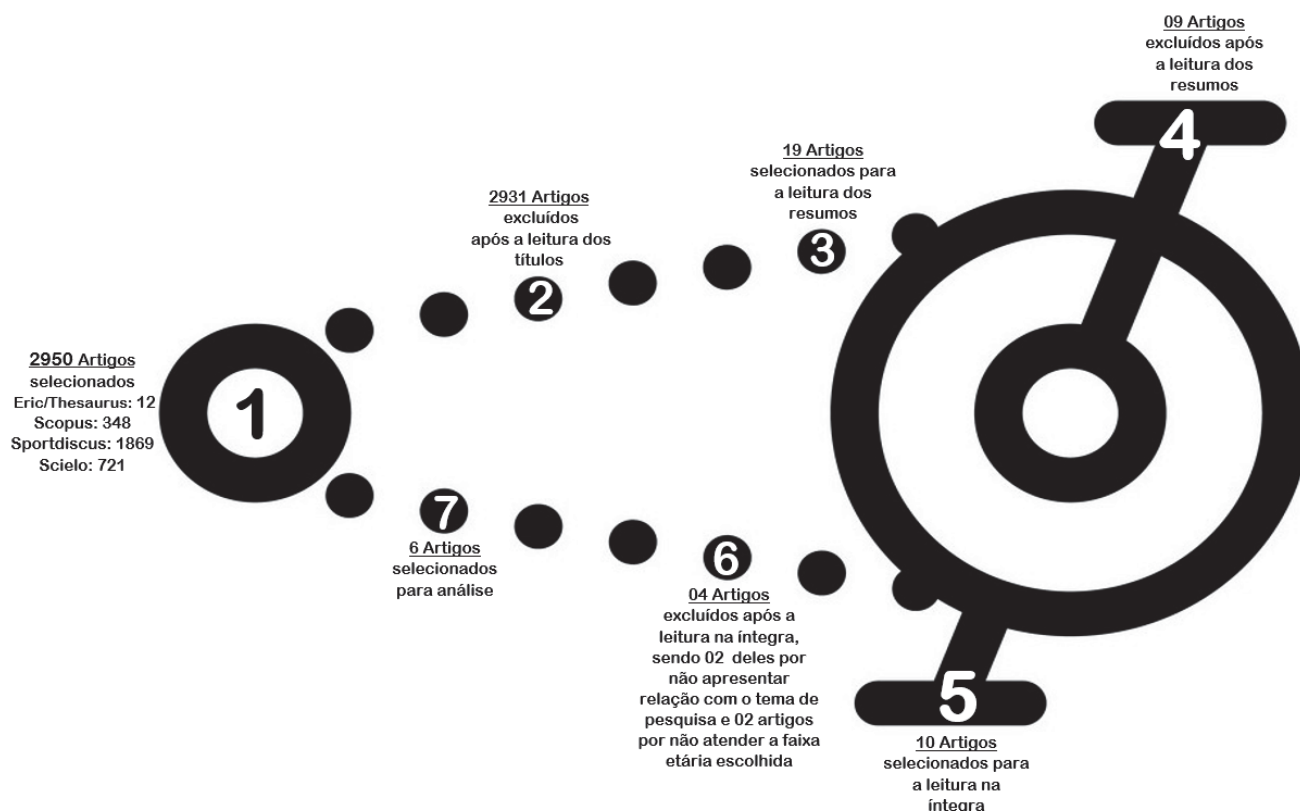 1
2950 Artigos
selecionados
Eric/Thesaurus: 12
Scopus: 348
Sportdiscus: 1869
Scielo: 721
2931 Artigos
excluídos
após a leitura dos
títulos
2
19 Artigos
selecionados para
a leitura dos
resumos
3
09 Artigos
excluídos após
a leitura dos
resumos
4
5
10 Artigos
selecionados para
a leitura na
íntegra
6
04 Artigos
excluídos após a
leitura na íntegra,
sendo 02 deles por
não apresentar
relação com o tema de
pesquisa e 02 artigos
por não atender a faixa
etária escolhida
7
6 Artigos
selecionados
para análise